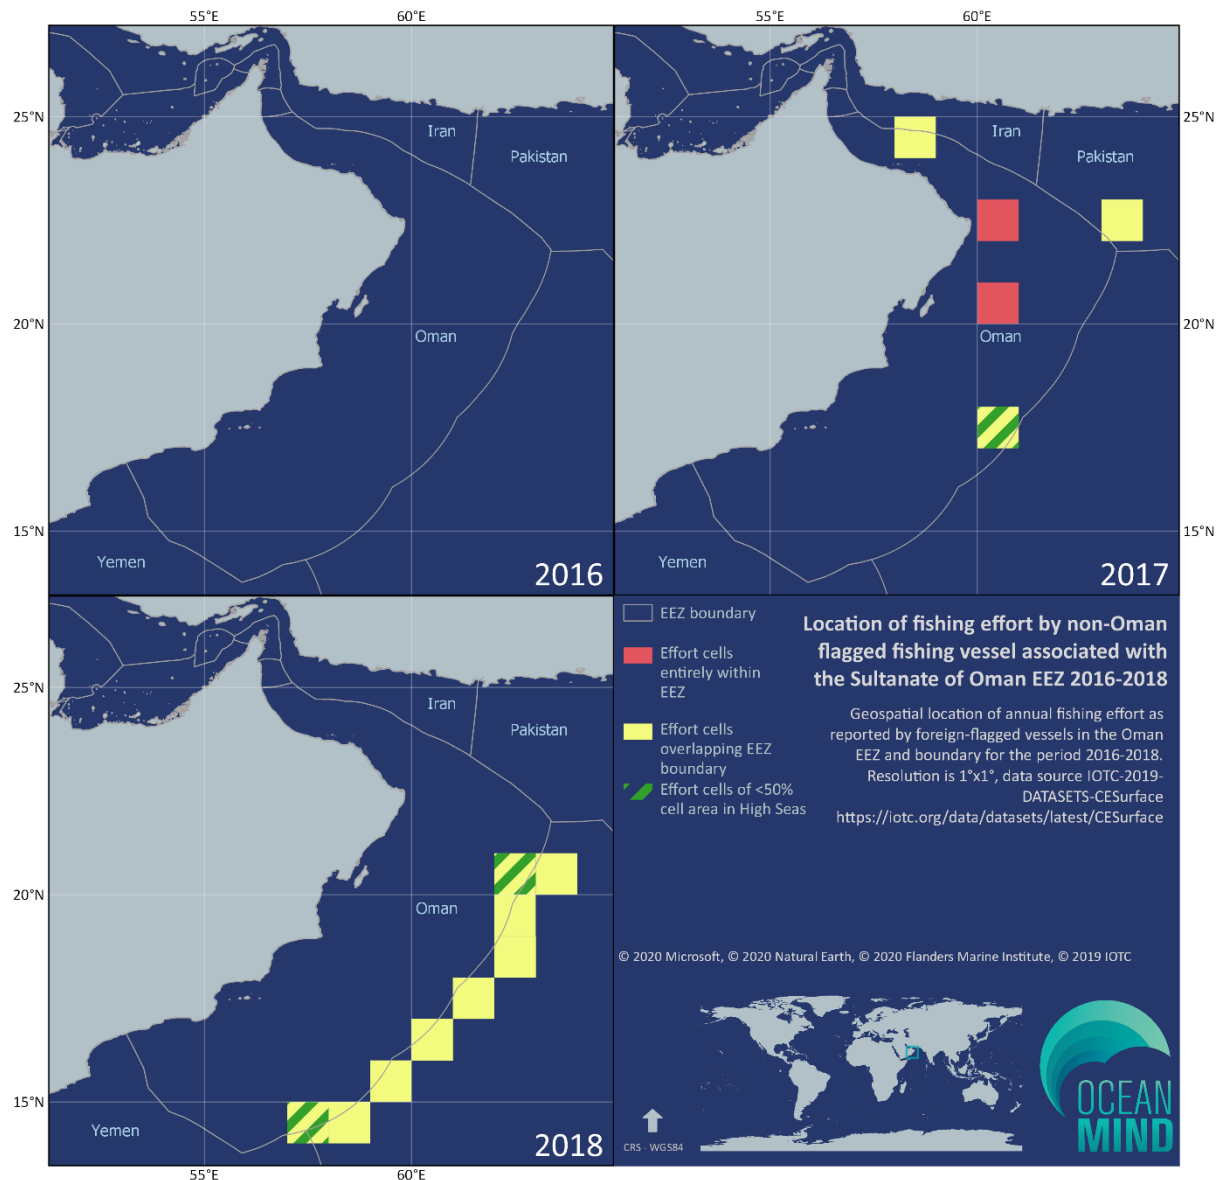 55°E
60°E
55°E
60°E
25°N
Iran
Pakistan
20°N
Oman
15°N
Yemen
2016
25°N
Iran
Pakistan
20°N
Oman
15°N
Yemen
2017
25°N
Iran
Pakistan
20°N
Oman
15°N
Yemen
2018
55°E
60°E
EEZ boundary
Effort cells
entirely within
EEZ
Effort cells
overlapping EEZ
boundary
Effort cells of <50%
cell area in High Seas
Location of fishing effort by non-Oman
flagged fishing vessel associated with
the Sultanate of Oman EEZ 2016-2018
Geospatial location of annual fishing effort as
reported by foreign-flagged vessels in the Oman
EEZ and boundary for the period 2016-2018.
Resolution is 1°x1°, data source IOTC-2019-
DATASETS-CESurface
https://iotc.org/data/datasets/latest/CESurface
© 2020 Microsoft, © 2020 Natural Earth, © 2020 Flanders Marine Institute, © 2019 IOTC
CRS - WGS84
OCEAN
MIND